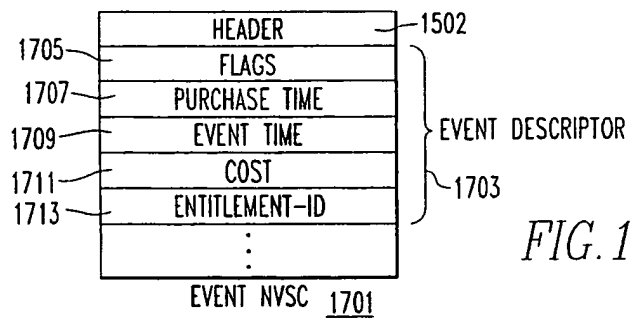 HEADER
1502
1705
FLAGS
1707
PURCHASE TIME
1709
EVENT TIME
EVENT DESCRIPTOR
1711
COST
1703
1713
ENTITLEMENT-ID
FIG. 1
EVENT NVSC 1701